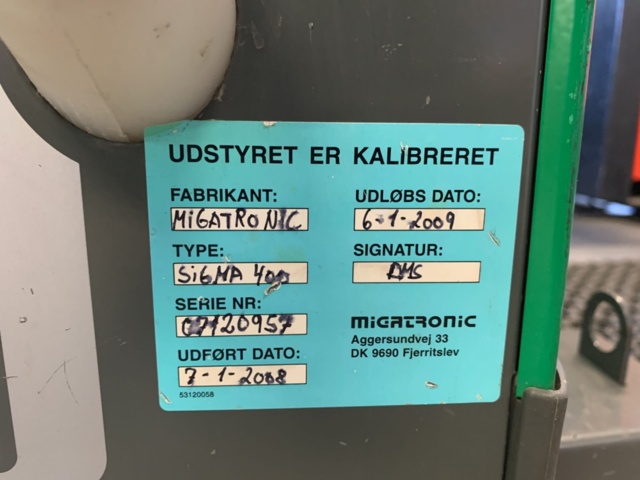 UDSTYRET ER KALIBRERET
FABRIKANT:
MIGATRONIC
TYPE:
SIGMA 400
SERIE NR:
07120957
UDFØRT DATO:
7-1-2008
53120058
UDLØBS DATO:
6-1-2009
SIGNATUR:
AMS
MIGATRONIC
Aggersundvej 33
DK 9690 Fjerritslev